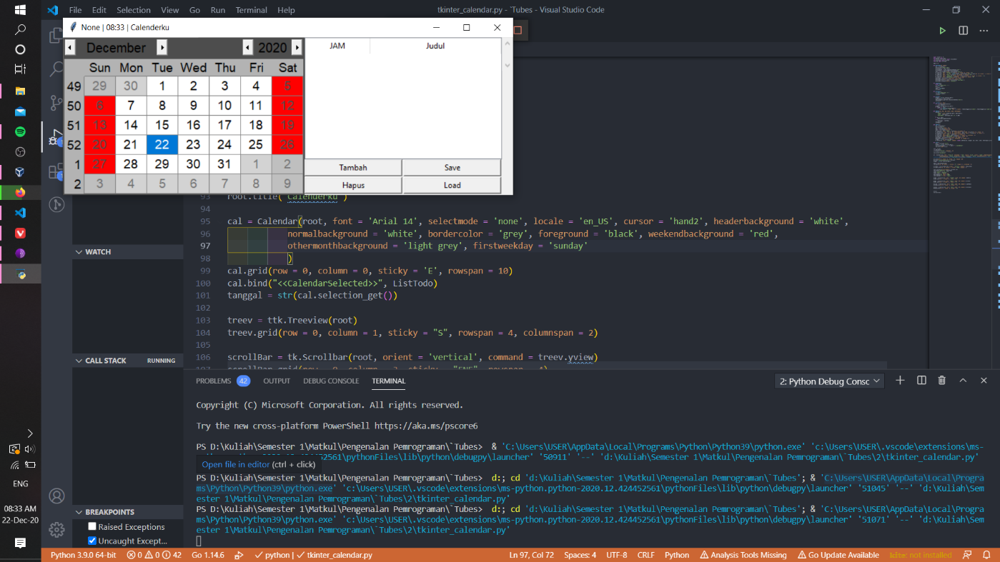 File Edit Selection View Go Run Terminal Help
tkinter_calendar.py - `Tubes - Visual Studio Code
None | 08:33 | Calenderku
December 2020
JAM Judul
Sun Mon Tue Wed Thu Fri Sat
49 29 30 1 2 3 4 5
50 6 7 8 9 10 11 12
51 13 14 15 16 17 18 19
52 20 21 22 23 24 25 26
1 27 28 29 30 31 1 2
2 3 4 5 6 7 8 9
Tambah Save
Hapus Load
93 root.title("Calenderku")
94
95 cal = Calendar(root, font = 'Arial 14', selectmode = 'none', locale = 'en_US', cursor = 'hand2', headerbackground = 'white',
96 normalbackground = 'white', bordercolor = 'grey', foreground = 'black', weekendbackground = 'red',
97 othermonthbackground = 'light grey', firstweekday = 'sunday'
98 )
99 cal.grid(row = 0, column = 0, sticky = 'E', rowspan = 10)
100 cal.bind("<<CalendarSelected>>", ListTodo)
101 tanggal = str(cal.selection_get())
102
103 treev = ttk.Treeview(root)
104 treev.grid(row = 0, column = 1, sticky = "S", rowspan = 4, columnspan = 2)
105
106 scrollBar = tk.Scrollbar(root, orient = 'vertical', command = treev.yview)
WATCH
CALL STACK RUNNING
BREAKPOINTS
Raised Exceptions
Uncaught Except...
PROBLEMS 42 OUTPUT DEBUG CONSOLE TERMINAL
2: Python Debug Consc
Copyright (C) Microsoft Corporation. All rights reserved.
Try the new cross-platform PowerShell https://aka.ms/pscore6
PS D:\Kuliah\Semester 1\Matkul\Pengenalan Pemrograman\`Tubes> & 'C:\Users\USER\AppData\Local\Programs\Python\Python39\python.exe' 'c:\Users\USER\.vscode\extensions\ms-
452561\pythonFiles\lib\python\debugpy\launcher' '50911' '--' 'd:\Kuliah\Semester 1\Matkul\Pengenalan Pemrograman\`Tubes\2\tkinter_calendar.py'
Open file in editor (ctrl + click)
PS D:\Kuliah\Semester 1\Matkul\Pengenalan Pemrograman\`Tubes> d:; cd 'd:\Kuliah\Semester 1\Matkul\Pengenalan Pemrograman\`Tubes'; & 'C:\Users\USER\AppData\Local\Progra
ms\Python\Python39\python.exe' 'c:\Users\USER\.vscode\extensions\ms-python.python-2020.12.424452561\pythonFiles\lib\python\debugpy\launcher' '51045' '--' 'd:\Kuliah\Sem
ester 1\Matkul\Pengenalan Pemrograman\`Tubes\2\tkinter_calendar.py'
PS D:\Kuliah\Semester 1\Matkul\Pengenalan Pemrograman\`Tubes> d:; cd 'd:\Kuliah\Semester 1\Matkul\Pengenalan Pemrograman\`Tubes'; & 'C:\Users\USER\AppData\Local\Progra
ms\Python\Python39\python.exe' 'c:\Users\USER\.vscode\extensions\ms-python.python-2020.12.424452561\pythonFiles\lib\python\debugpy\launcher' '51071' '--' 'd:\Kuliah\Sem
ester 1\Matkul\Pengenalan Pemrograman\`Tubes\2\tkinter_calendar.py'
ENG
08:33 AM
22-Dec-20
Python 3.9.0 64-bit 0 0 42 Go 1.14.6 python | tkinter_calendar.py
Ln 97, Col 72 Spaces: 4 UTF-8 CRLF Python Analysis Tools Missing Go Update Available kite: not installed